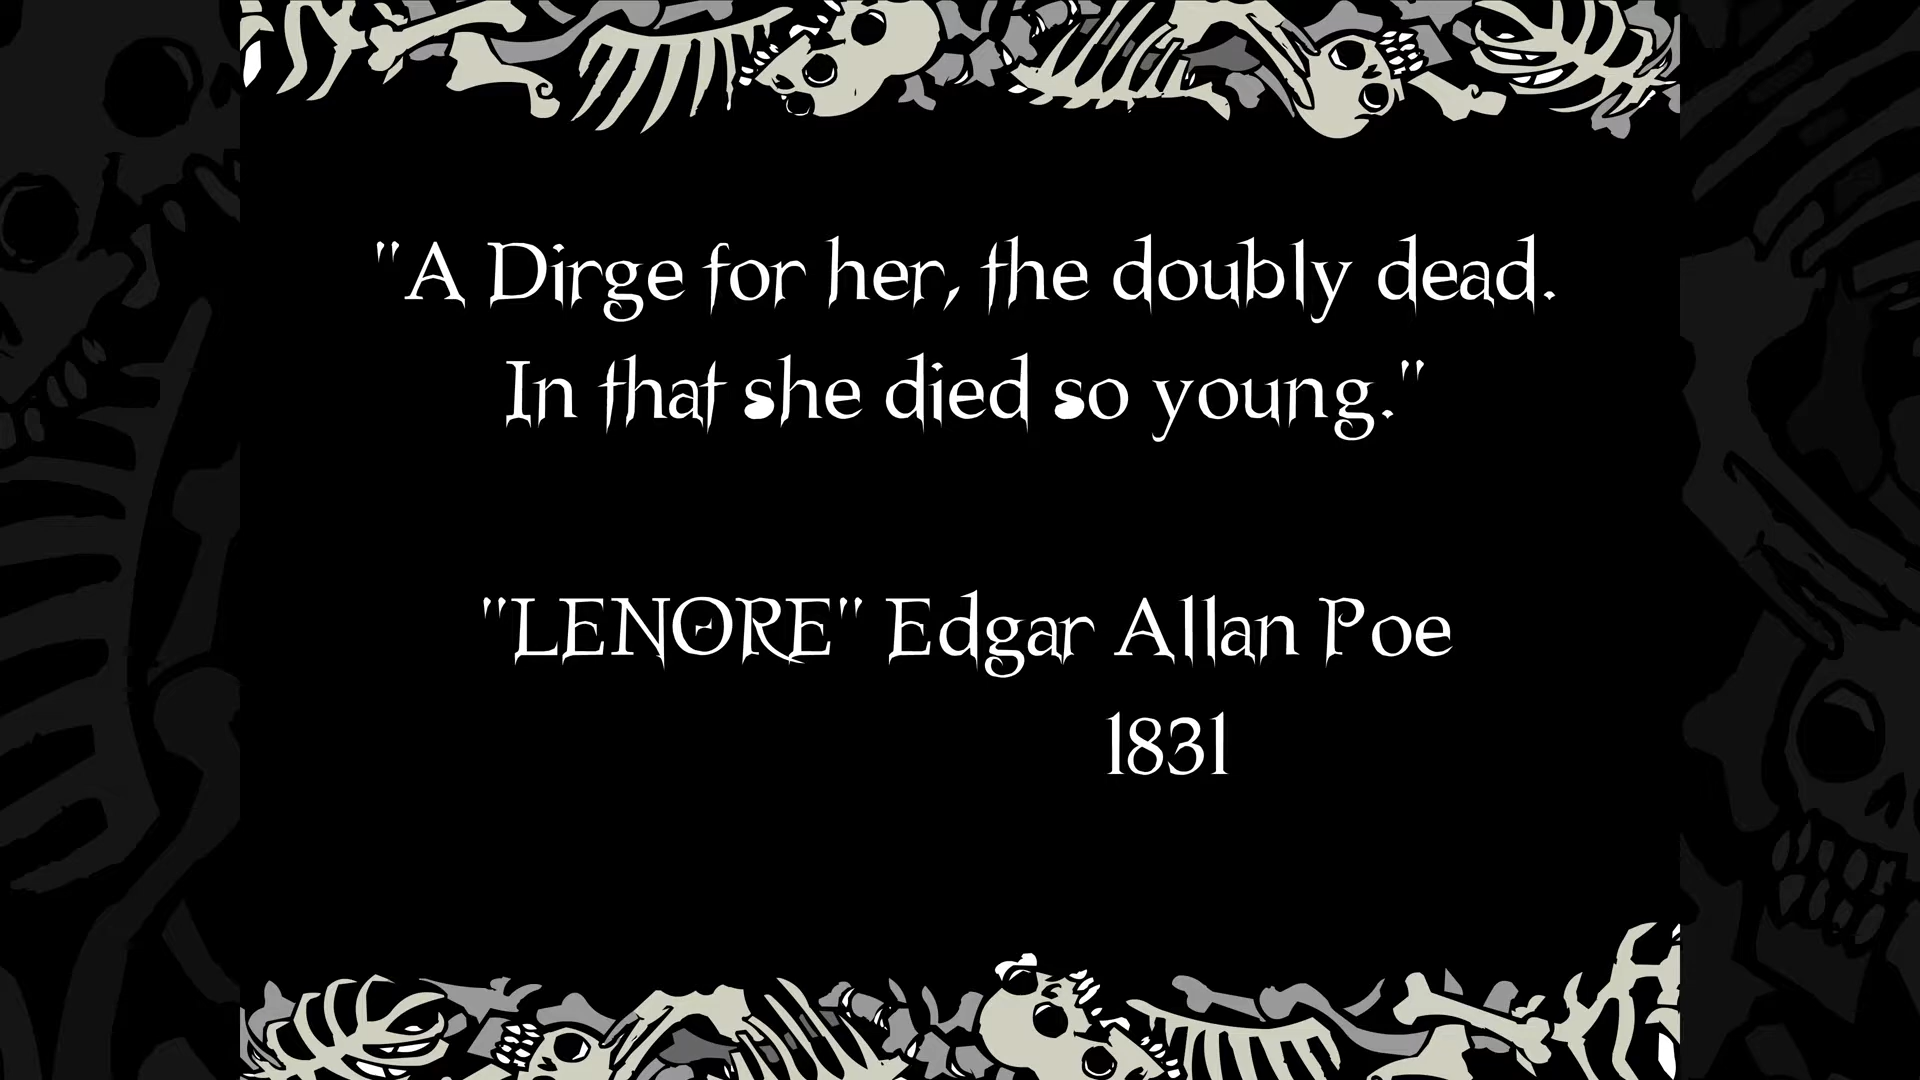 "A Dirge for her, the doubly dead.
In that she died so young."
"LENORE" Edgar Allan Poe
1831